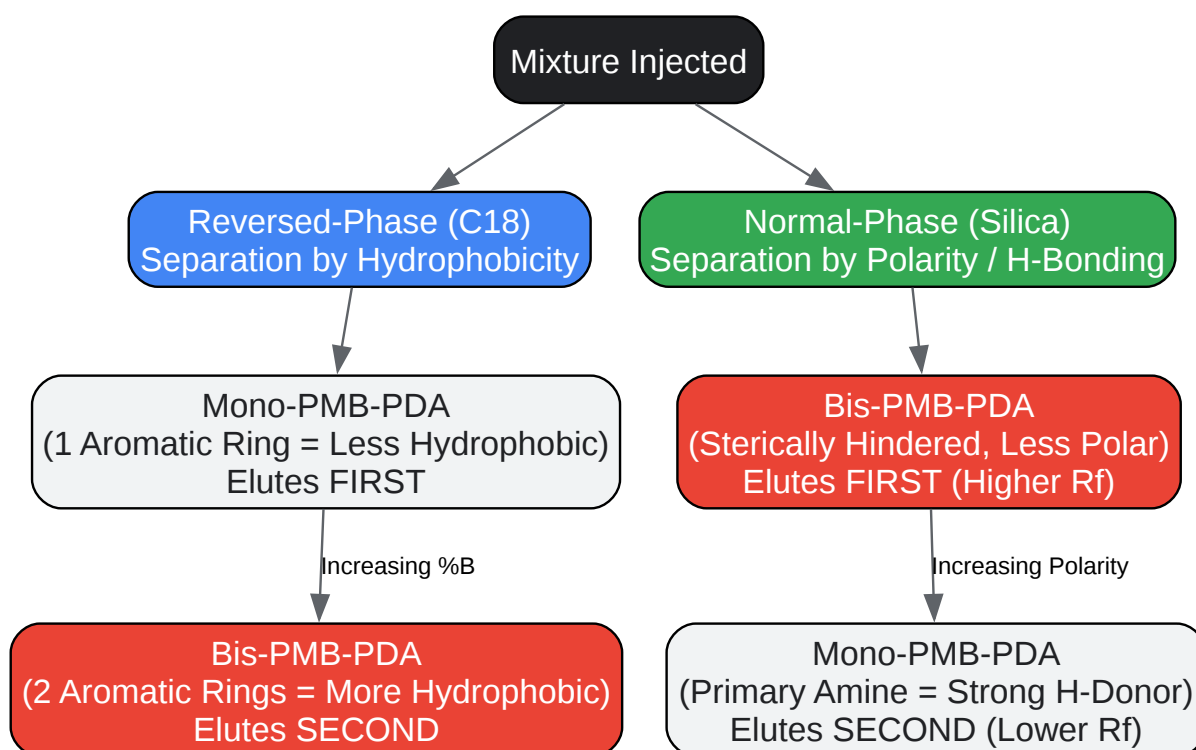 Mixture Injected
Reversed-Phase (C18)
Separation by Hydrophobicity
Normal-Phase (Silica)
Separation by Polarity / H-Bonding
Mono-PMB-PDA
(1 Aromatic Ring = Less Hydrophobic)
Elutes FIRST
Bis-PMB-PDA
(Sterically Hindered, Less Polar)
Elutes FIRST (Higher Rf)
Increasing %B
Increasing Polarity
Bis-PMB-PDA
(2 Aromatic Rings = More Hydrophobic)
Elutes SECOND
Mono-PMB-PDA
(Primary Amine = Strong H-Donor)
Elutes SECOND (Lower Rf)